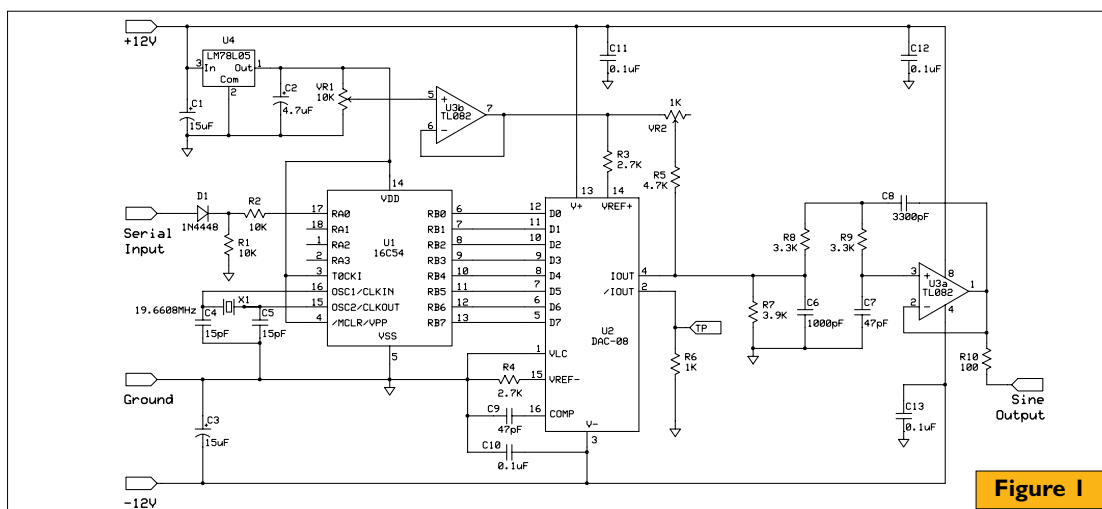 +12V
U4
LM78L05
3 In Out 1
Com
2
C1
15uF
C2
4.7uF
VR1
10K
5
+
U3b
TL082
7
6
-
1K
VR2
R3
2.7K
R5
4.7K
C11
0.1uF
C12
0.1uF
Serial
Input
D1
1N4448
R2
10K
R1
10K
14
VDD
17 RA0
18 RA1
1 RA2
2 RA3
3 T0CKI
16 OSC1/CLKIN
15 OSC2/CLKOUT
4 /MCLR/VPP
VSS
5
U1
16C54
RB0 6
RB1 7
RB2 8
RB3 9
RB4 10
RB5 11
RB6 12
RB7 13
19.6608MHz
X1
C4
15pF
C5
15pF
13
V+
14
VREF+
12 D0
11 D1
10 D2
9 D3
8 D4
7 D5
6 D6
5 D7
IOUT 4
/IOUT 2
U2
DAC-08
1 VLC
15 VREF-
16 COMP
V-
3
R4
2.7K
C9
47pF
C10
0.1uF
TP
R6
1K
R7
3.9K
R8
3.3K
R9
3.3K
C6
1000pF
C7
47pF
C8
3300pF
3
+
U3a
TL082
8
1
4
2
-
R10
100
C13
0.1uF
Sine
Output
Ground
C3
15uF
-12V
Figure 1